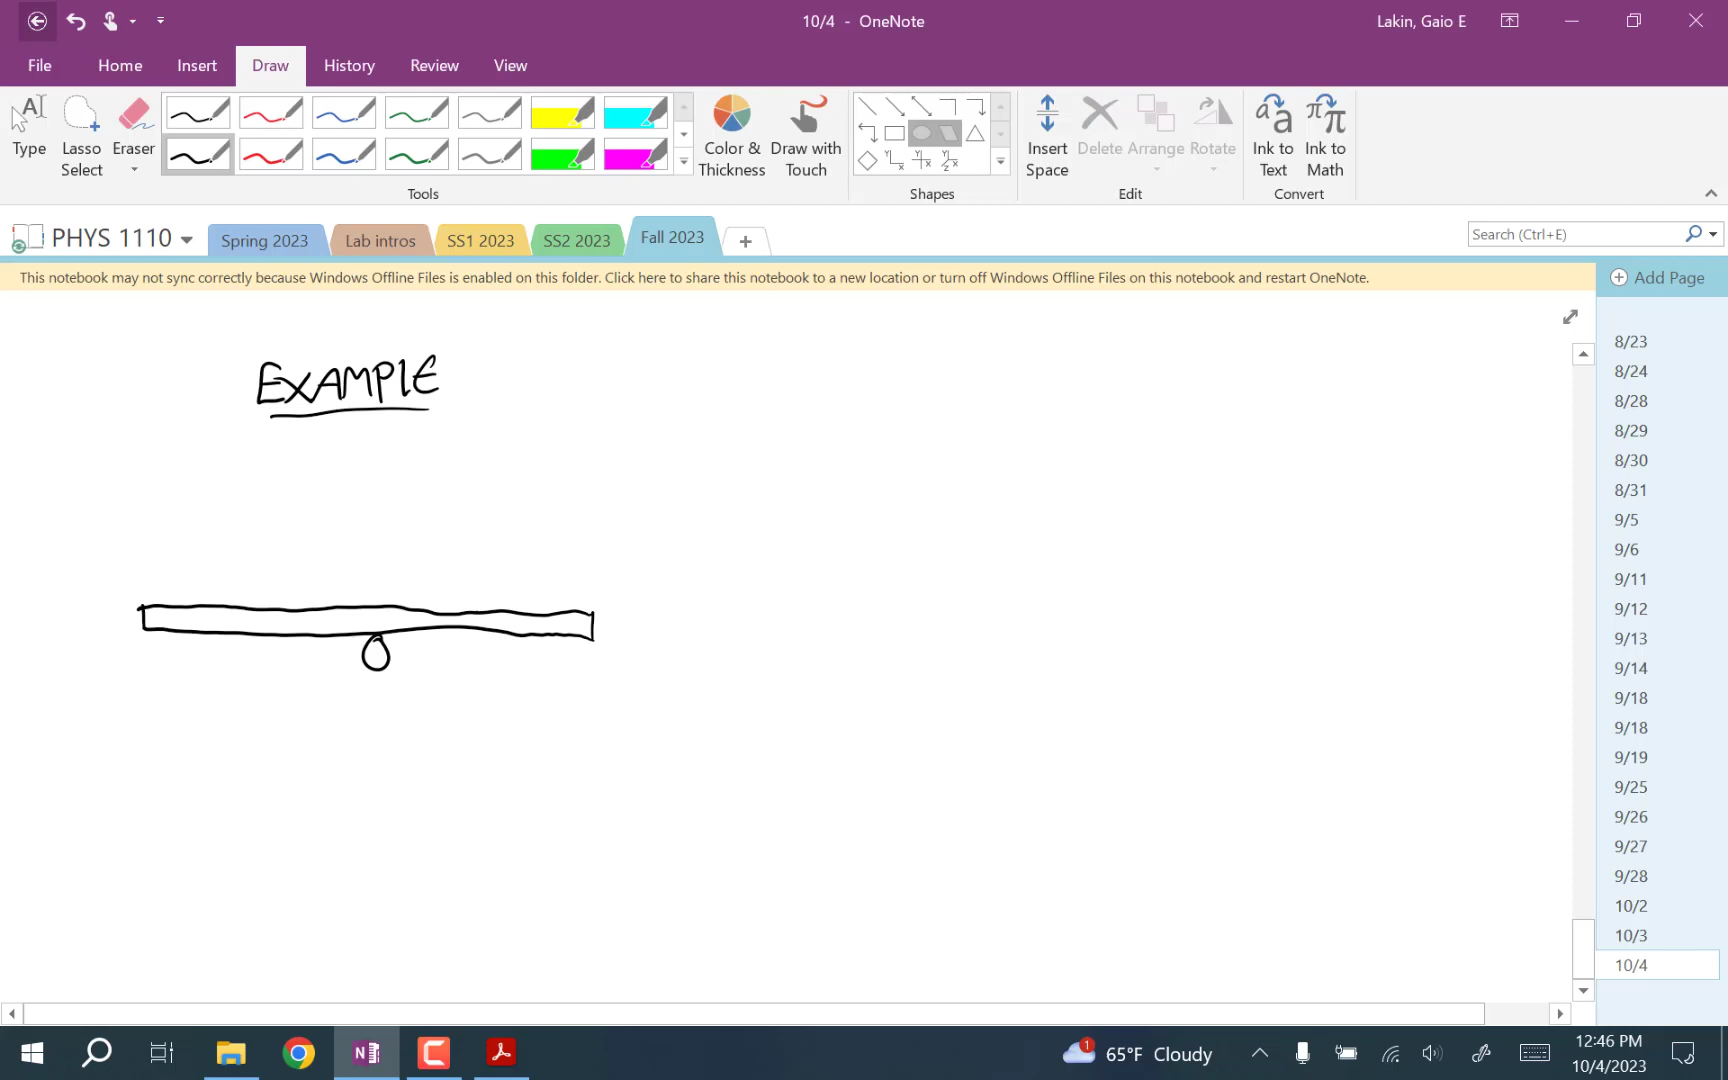 10/4 - OneNote
Lakin, Gaio E
File Home Insert Draw History Review View
Type
Lasso Select
Eraser
Color & Thickness
Draw with Touch
Insert Space
Delete
Arrange
Rotate
Ink to Text
Ink to Math
Tools
Shapes
Edit
Convert
PHYS 1110
Spring 2023
Lab intros
SS1 2023
SS2 2023
Fall 2023
Search (Ctrl+E)
This notebook may not sync correctly because Windows Offline Files is enabled on this folder. Click here to share this notebook to a new location or turn off Windows Offline Files on this notebook and restart OneNote.
Add Page
EXAMPLE
8/23
8/24
8/28
8/29
8/30
8/31
9/5
9/6
9/11
9/12
9/13
9/14
9/18
9/18
9/19
9/25
9/26
9/27
9/28
10/2
10/3
10/4
1
65°F Cloudy
12:46 PM
10/4/2023